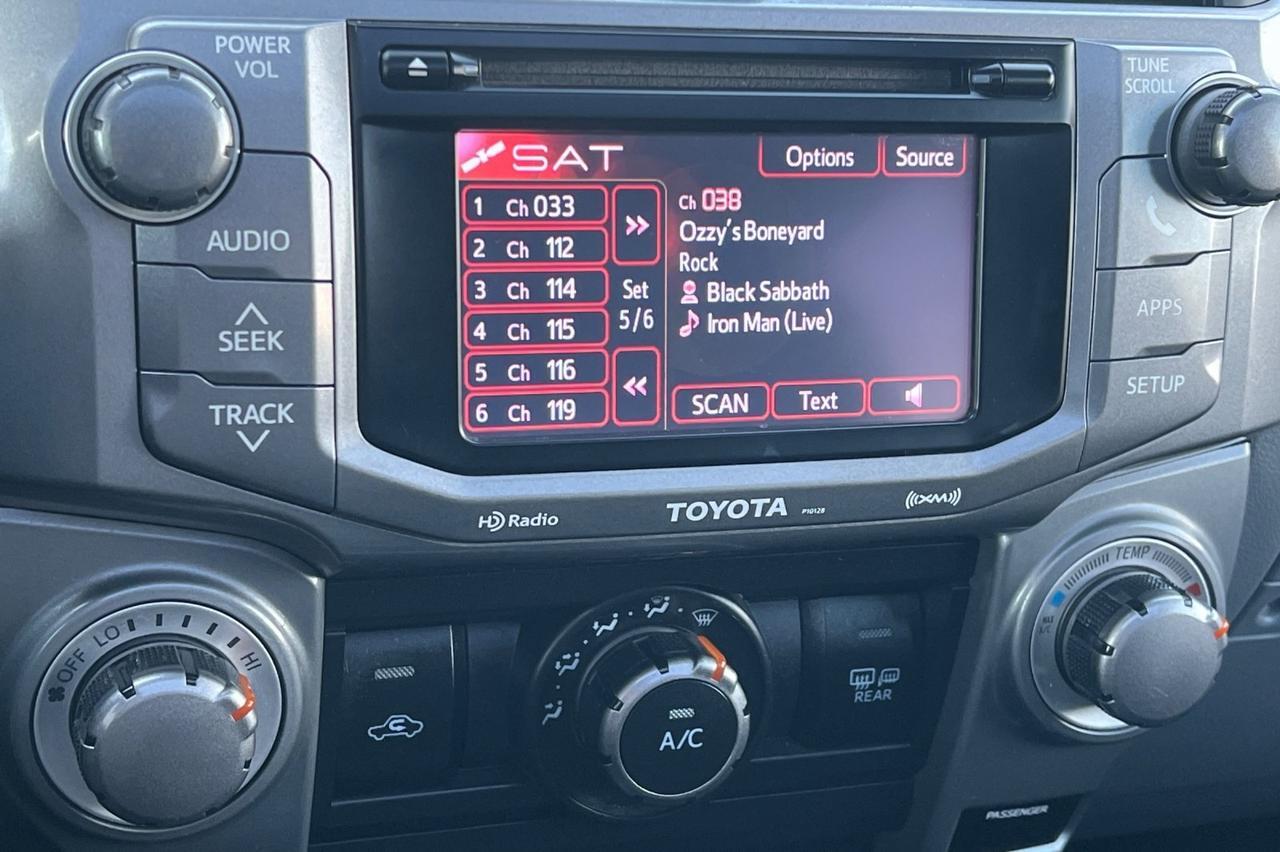 POWER
VOL
AUDIO
SEEK
TRACK
SAT
Options
Source
1 Ch 033
2 Ch 112
3 Ch 114
4 Ch 115
5 Ch 116
6 Ch 119
Set
5/6
Ch 038
Ozzy's Boneyard
Rock
Black Sabbath
Iron Man (Live)
SCAN
Text
TUNE
SCROLL
APPS
SETUP
HD Radio
TOYOTA
P10128
((XM))
OFF
LO
HI
A/C
REAR
TEMP
MAX
A/C
PASSENGER